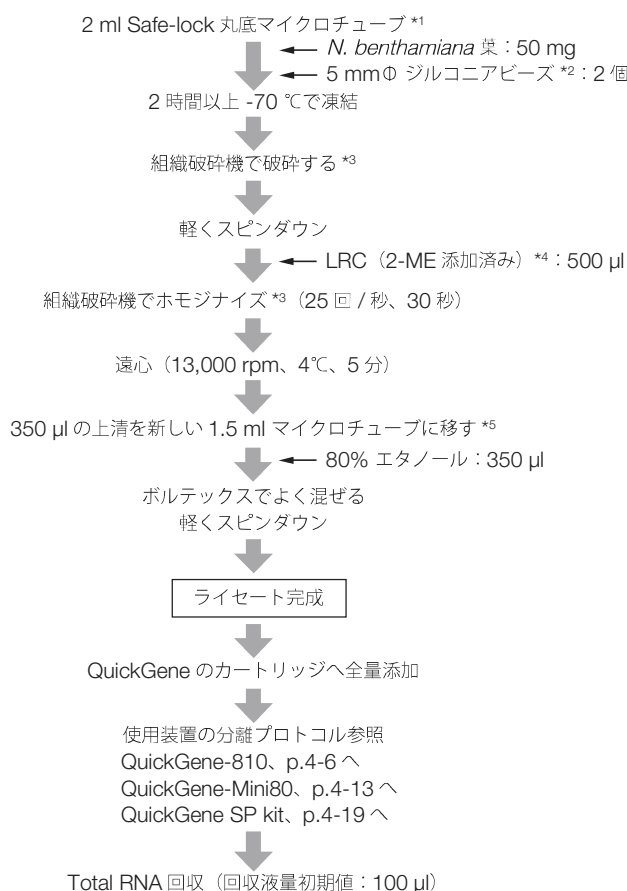 2 ml Safe-lock 丸底マイクロチューブ *1
N. benthamiana 葉：50 mg
5 mmΦ ジルコニアビーズ *2：2 個
2 時間以上 -70 ℃で凍結
組織破砕機で破砕する *3
軽くスピンダウン
LRC（2-ME 添加済み）*4：500 µl
組織破砕機でホモジナイズ *3（25 回 / 秒、30 秒）
遠心（13,000 rpm、4℃、5 分）
350 µl の上清を新しい 1.5 ml マイクロチューブに移す *5
80% エタノール：350 µl
ボルテックスでよく混ぜる
軽くスピンダウン
ライセート完成
QuickGene のカートリッジへ全量添加
使用装置の分離プロトコル参照
QuickGene-810、p.4-6 へ
QuickGene-Mini80、p.4-13 へ
QuickGene SP kit、p.4-19 へ
Total RNA 回収（回収液量初期値：100 µl）